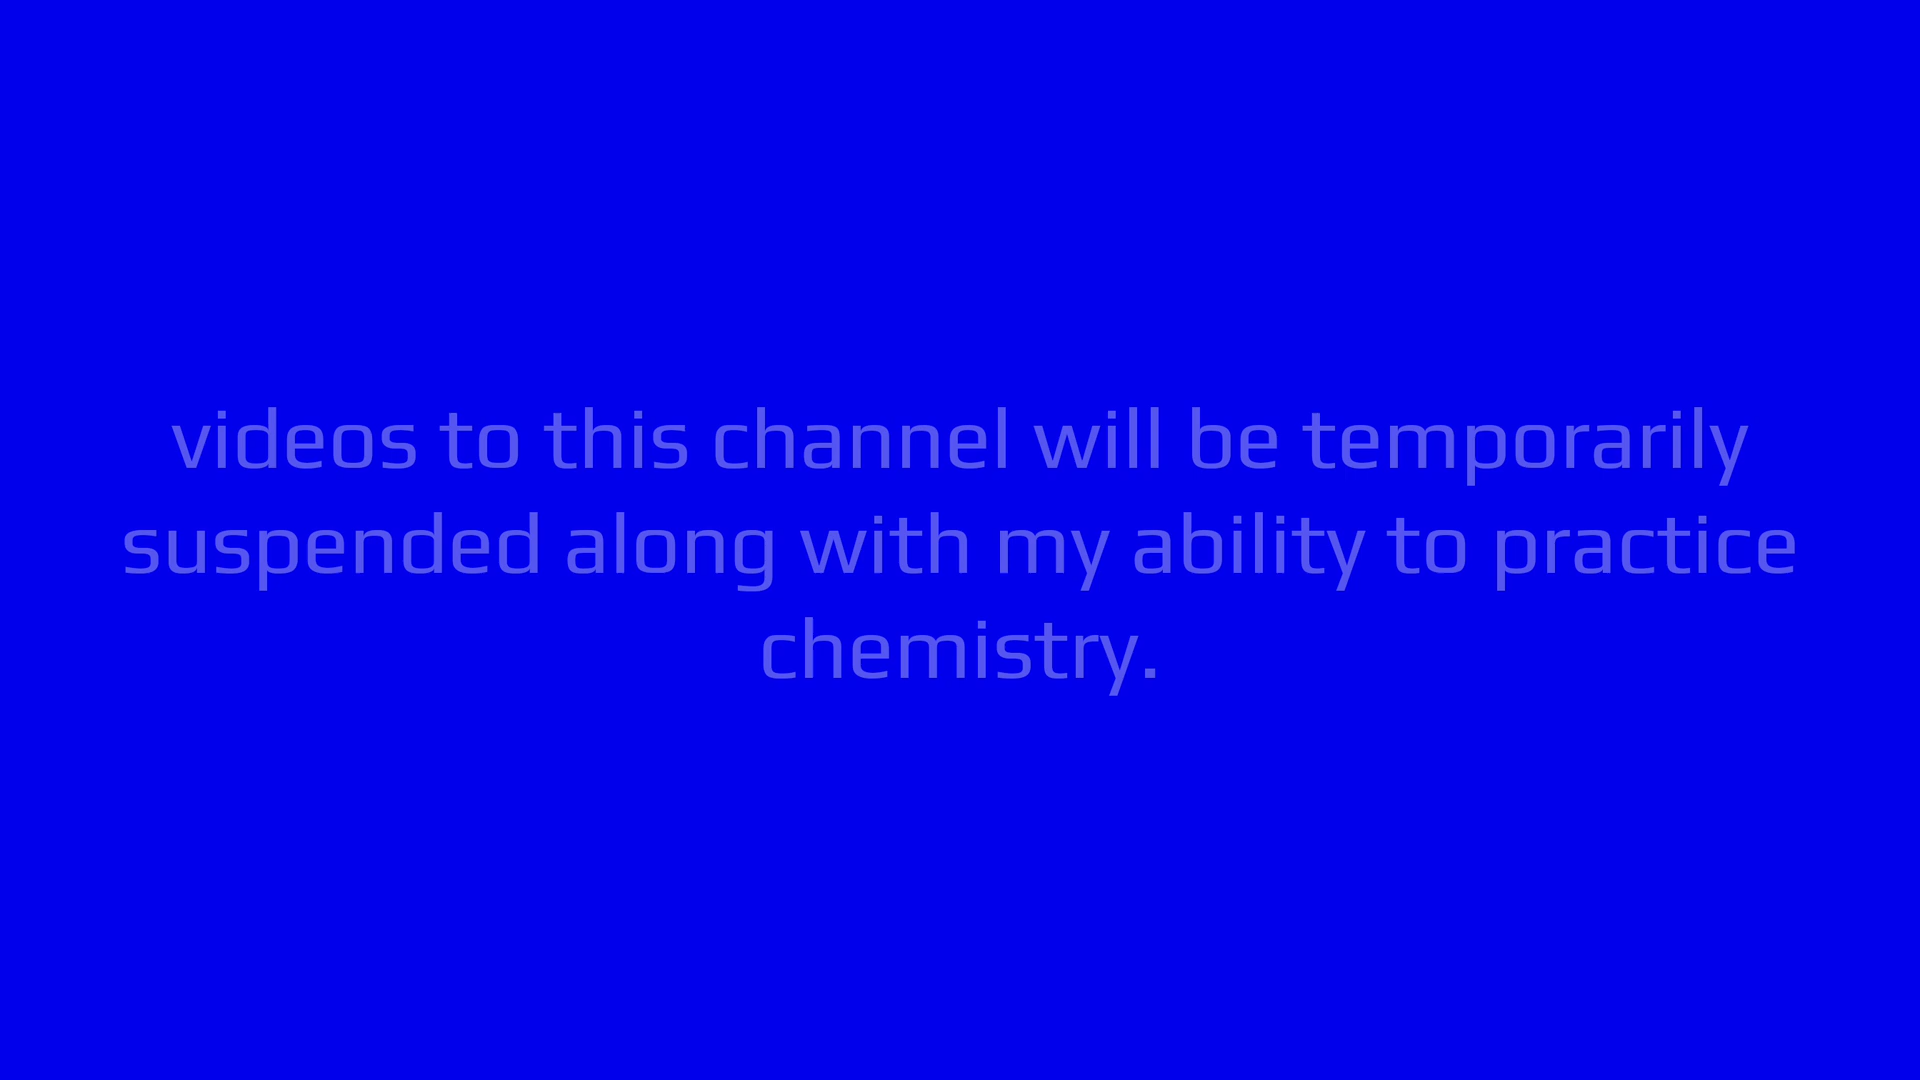 videos to this channel will be temporarily
suspended along with my ability to practice
chemistry.